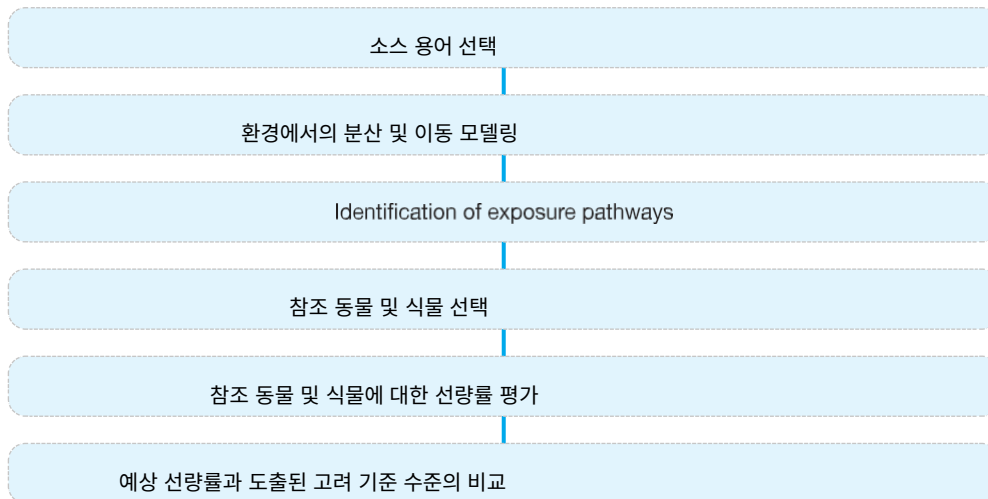 소스 용어 선택
환경에서의 분산 및 이동 모델링
Identification of exposure pathways
참조 동물 및 식물 선택
참조 동물 및 식물에 대한 선량률 평가
예상 선량률과 도출된 고려 기준 수준의 비교